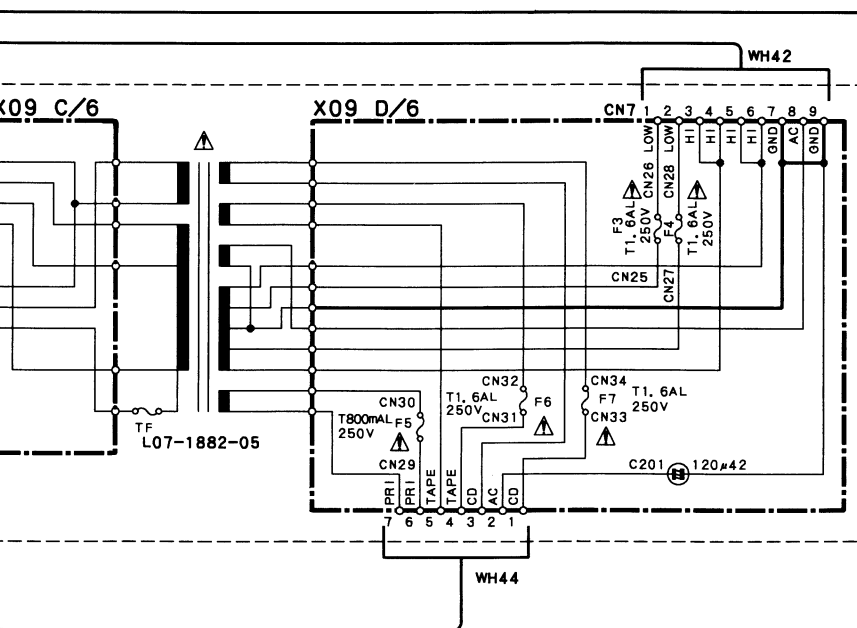 WH42
X09 C/6
X09 D/6
CN7 1 2 3 4 5 6 7 8 9
LOW
LOW
HI
HI
HI
HI
GND
AC
GND
CN26
CN28
F3
T1.6AL
250V
F4
T1.6AL
250V
CN25
CN27
CN32
T1.6AL
250V
F6
CN31
CN34
F7
T1.6AL
250V
CN33
CN30
T800mAL
250V
F5
CN29
TF
L07-1882-05
C201
120µ42
PRI
PRI
TAPE
TAPE
CD
AC
CD
7 6 5 4 3 2 1
WH44